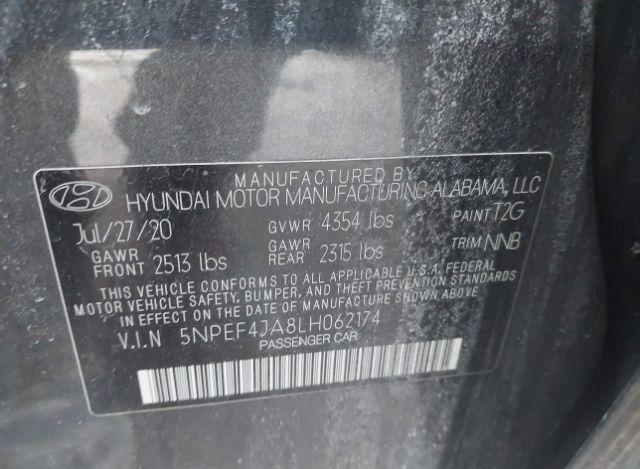 MANUFACTURED BY
HYUNDAI MOTOR MANUFACTURING ALABAMA, LLC
Jul/27/20 GVWR 4354 lbs PAINT T2G
GAWR FRONT 2513 lbs GAWR REAR 2315 lbs TRIM NNB
THIS VEHICLE CONFORMS TO ALL APPLICABLE U.S.A. FEDERAL
MOTOR VEHICLE SAFETY, BUMPER, AND THEFT PREVENTION STANDARDS
IN EFFECT ON THE DATE OF MANUFACTURE SHOWN ABOVE.
V.I.N 5NPEF4JA8LH062174
PASSENGER CAR